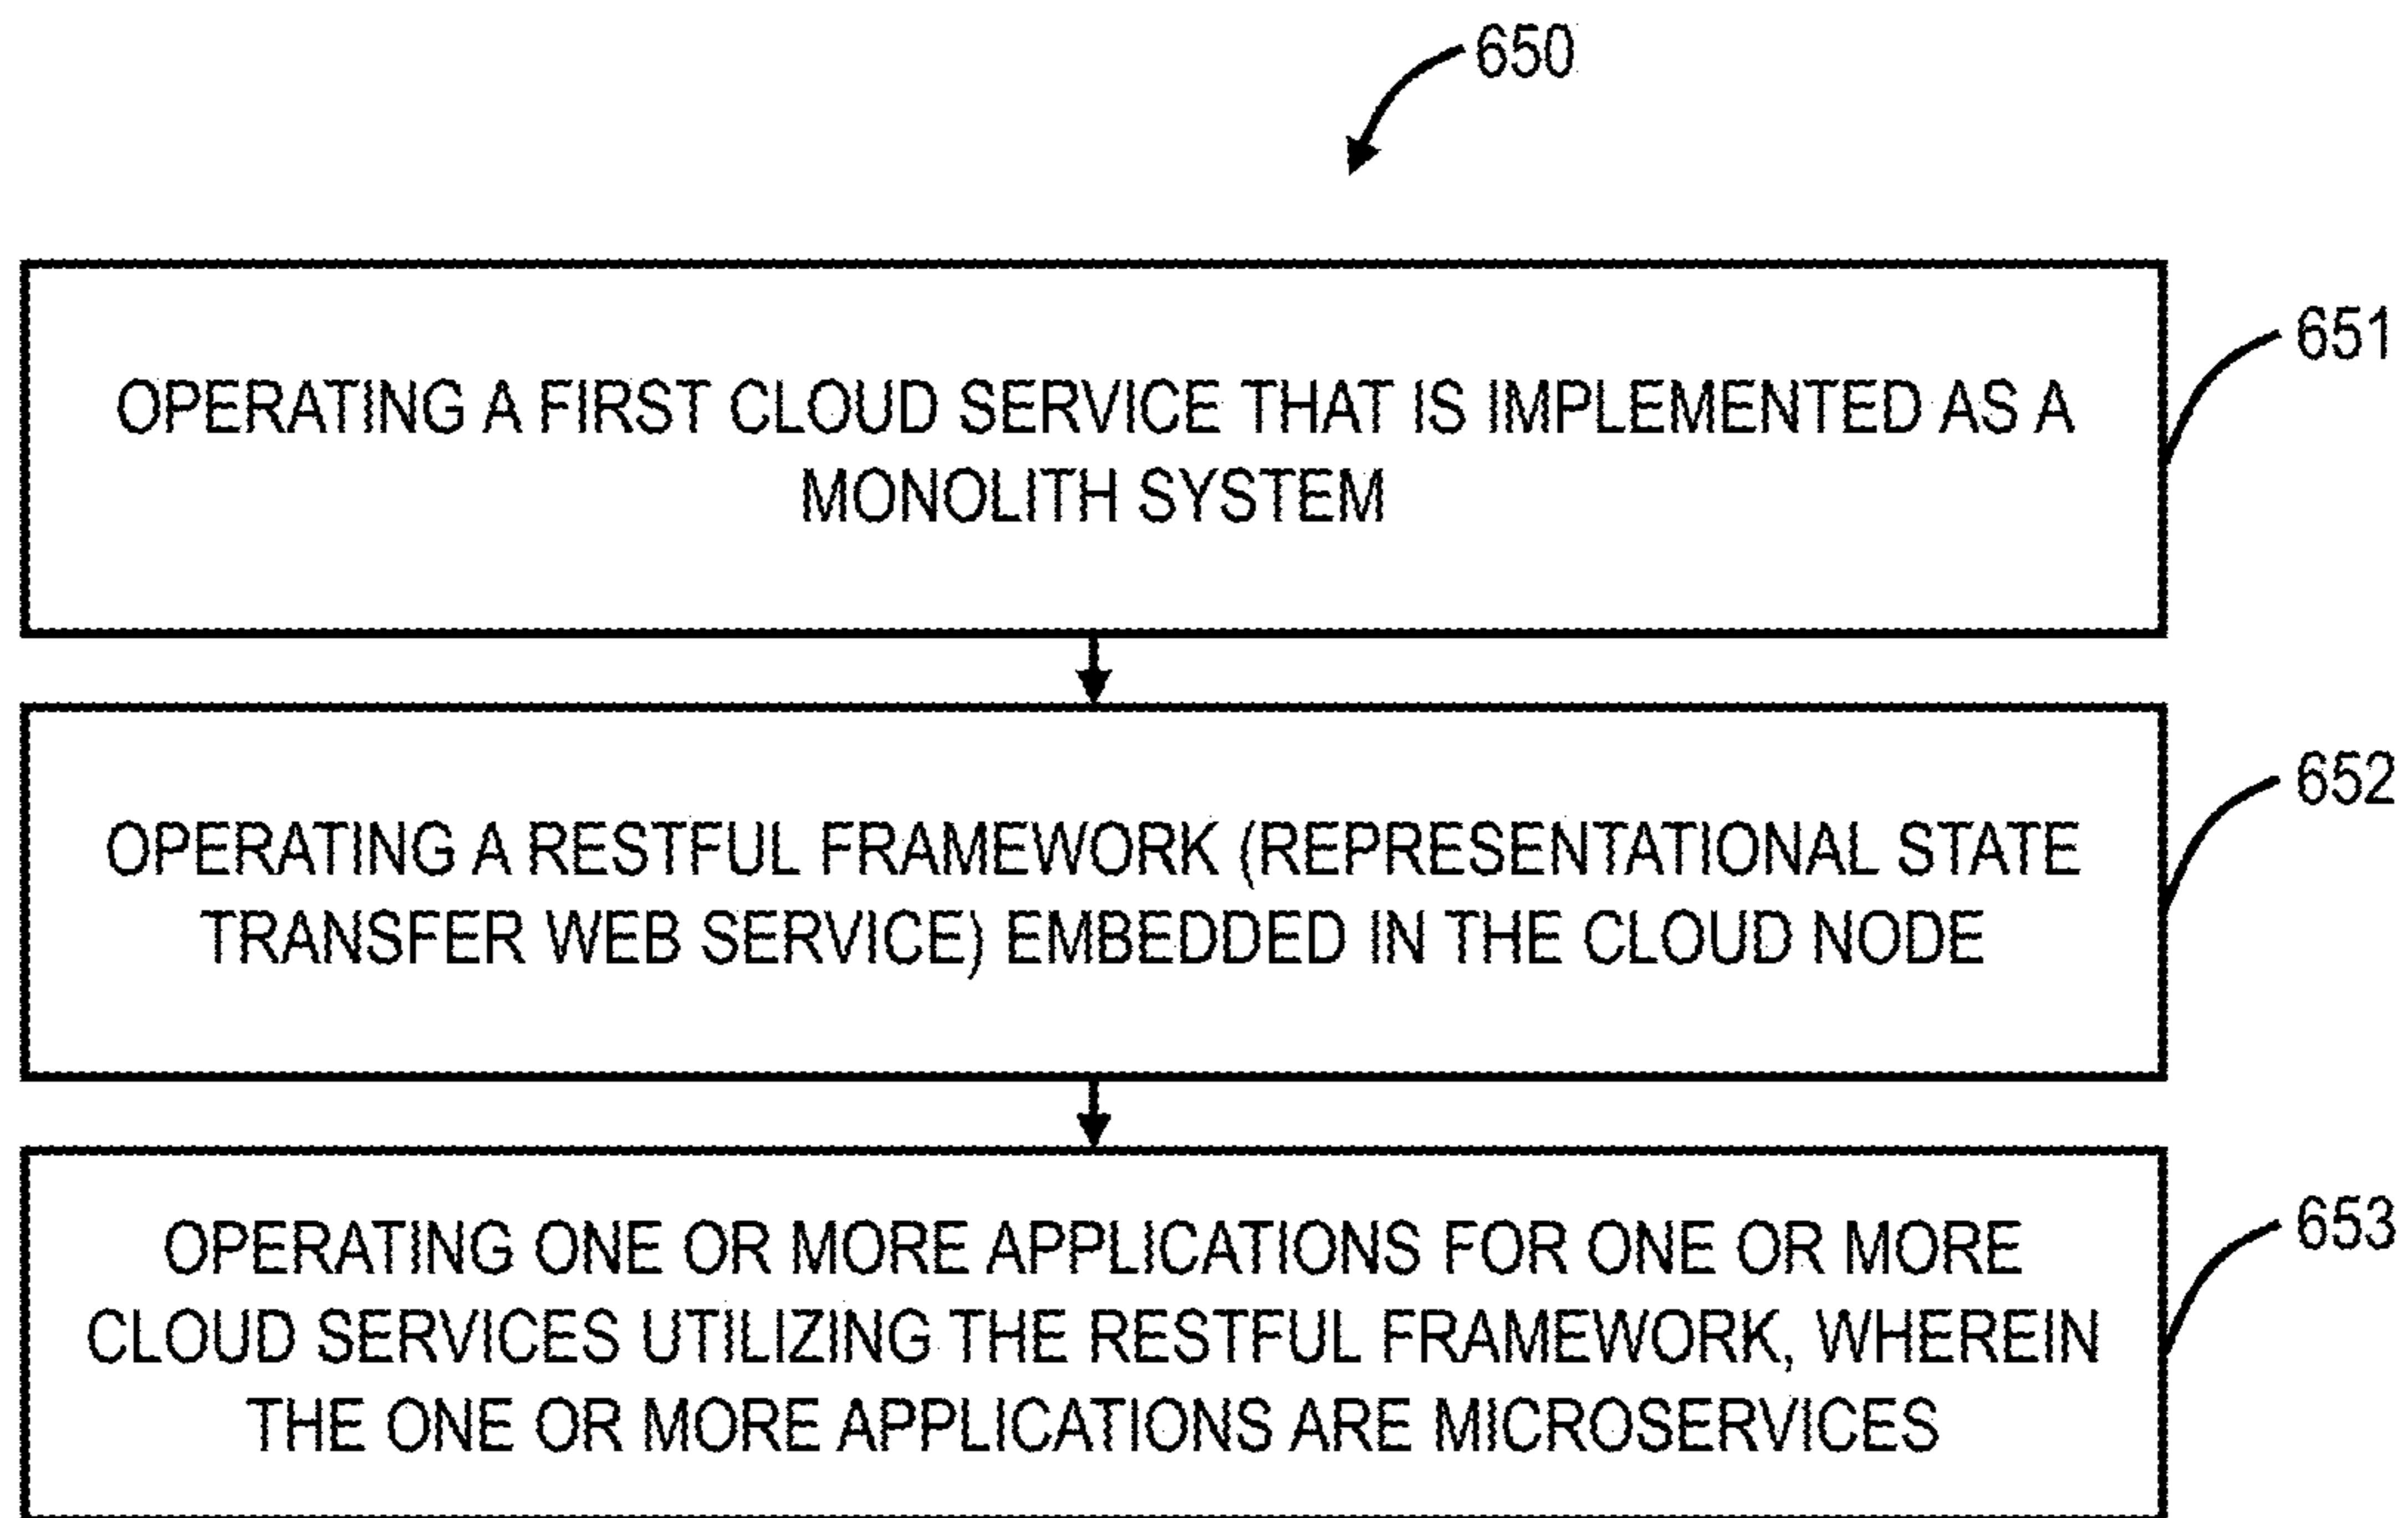 650
OPERATING A FIRST CLOUD SERVICE THAT IS IMPLEMENTED AS A
MONOLITH SYSTEM
651
OPERATING A RESTFUL FRAMEWORK (REPRESENTATIONAL STATE
TRANSFER WEB SERVICE) EMBEDDED IN THE CLOUD NODE
652
OPERATING ONE OR MORE APPLICATIONS FOR ONE OR MORE
CLOUD SERVICES UTILIZING THE RESTFUL FRAMEWORK, WHEREIN
THE ONE OR MORE APPLICATIONS ARE MICROSERVICES
653